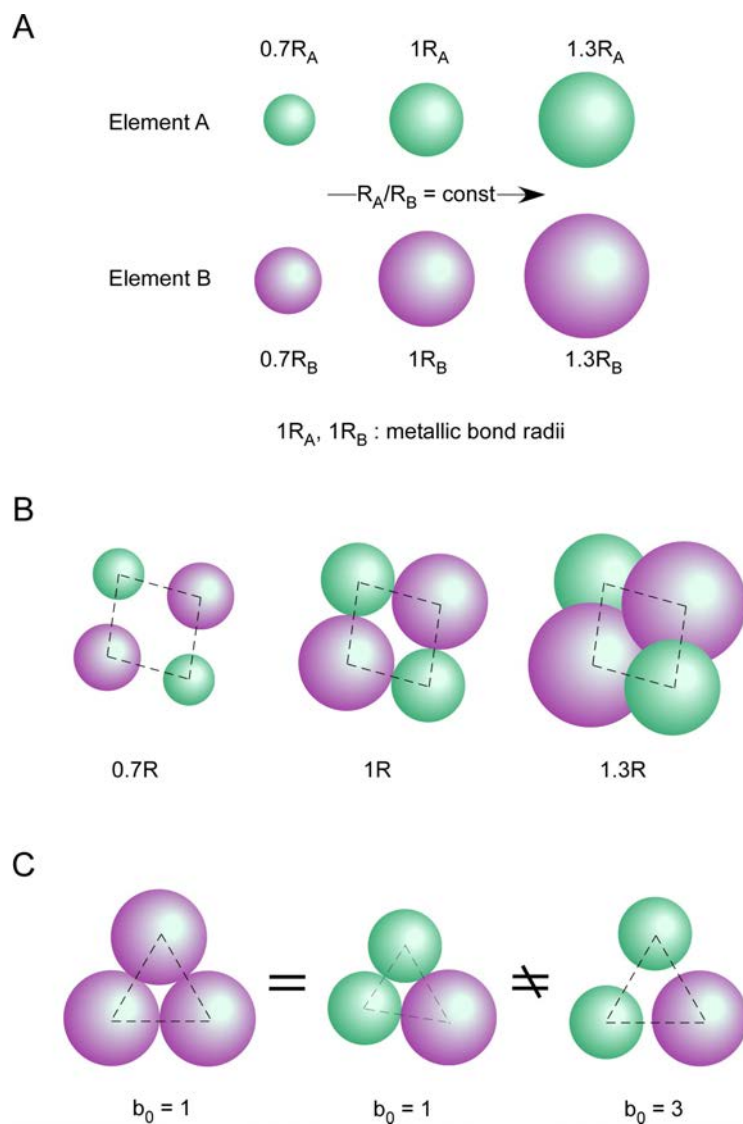 A
0.7R_A 1R_A 1.3R_A
Element A
R_A/R_B = const
Element B
0.7R_B 1R_B 1.3R_B
1R_A, 1R_B : metallic bond radii
B
0.7R 1R 1.3R
C
= ≠
b_0 = 1 b_0 = 1 b_0 = 3